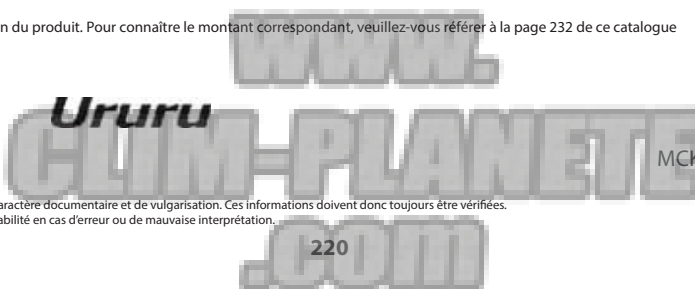 n du produit. Pour connaître le montant correspondant, veuillez-vous référer à la page 232 de ce catalogue
www.
Ururu
CLIM-PLANETE
MCK
aractère documentaire et de vulgarisation. Ces informations doivent donc toujours être vérifiées.
abilité en cas d'erreur ou de mauvaise interprétation.
220
.com